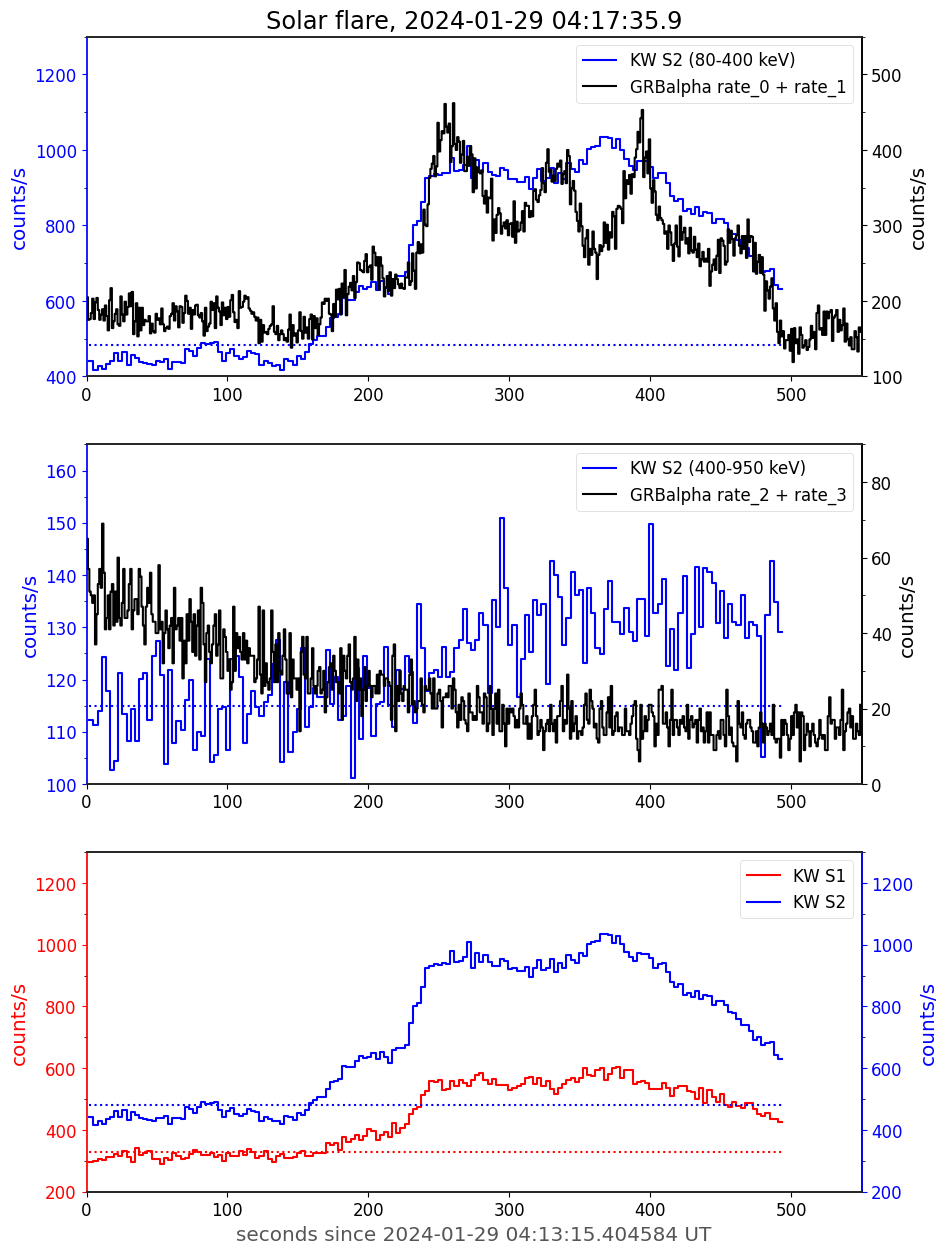 Solar flare, 2024-01-29 04:17:35.9
KW S2 (80-400 keV)
GRBalpha rate_0 + rate_1
1200
1000
800
600
400
counts/s
500
400
300
200
100
counts/s
0 100 200 300 400 500
KW S2 (400-950 keV)
GRBalpha rate_2 + rate_3
160
150
140
130
120
110
100
counts/s
80
60
40
20
0
counts/s
0 100 200 300 400 500
KW S1
KW S2
1200
1000
800
600
400
200
counts/s
1200
1000
800
600
400
200
counts/s
0 100 200 300 400 500
seconds since 2024-01-29 04:13:15.404584 UT